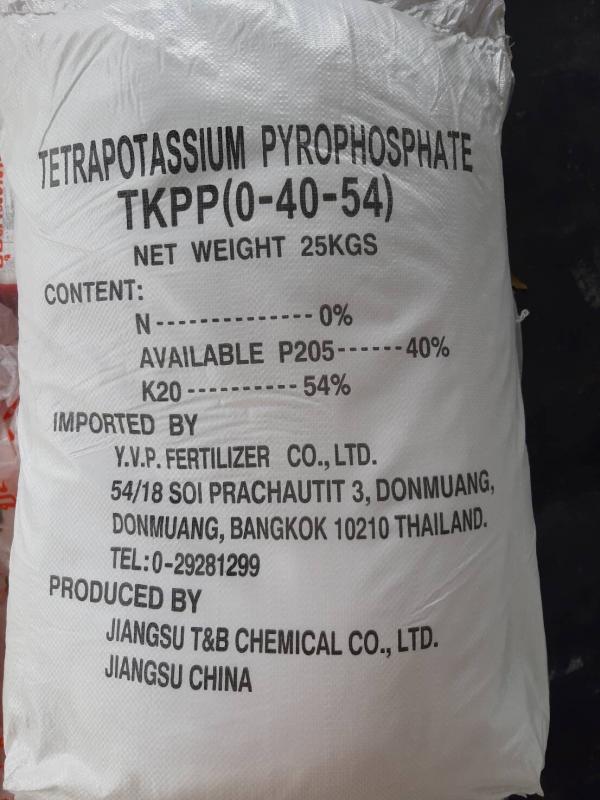 TETRAPOTASSIUM PYROPHOSPHATE
TKPP(0-40-54)
NET WEIGHT 25KGS
CONTENT:
N-------------- 0%
AVAILABLE P205------40%
K20 ---------- 54%
IMPORTED BY
Y.V.P. FERTILIZER CO., LTD.
54/18 SOI PRACHAUTIT 3, DONMUANG,
DONMUANG, BANGKOK 10210 THAILAND.
TEL:0-29281299
PRODUCED BY
JIANGSU T&B CHEMICAL CO., LTD.
JIANGSU CHINA